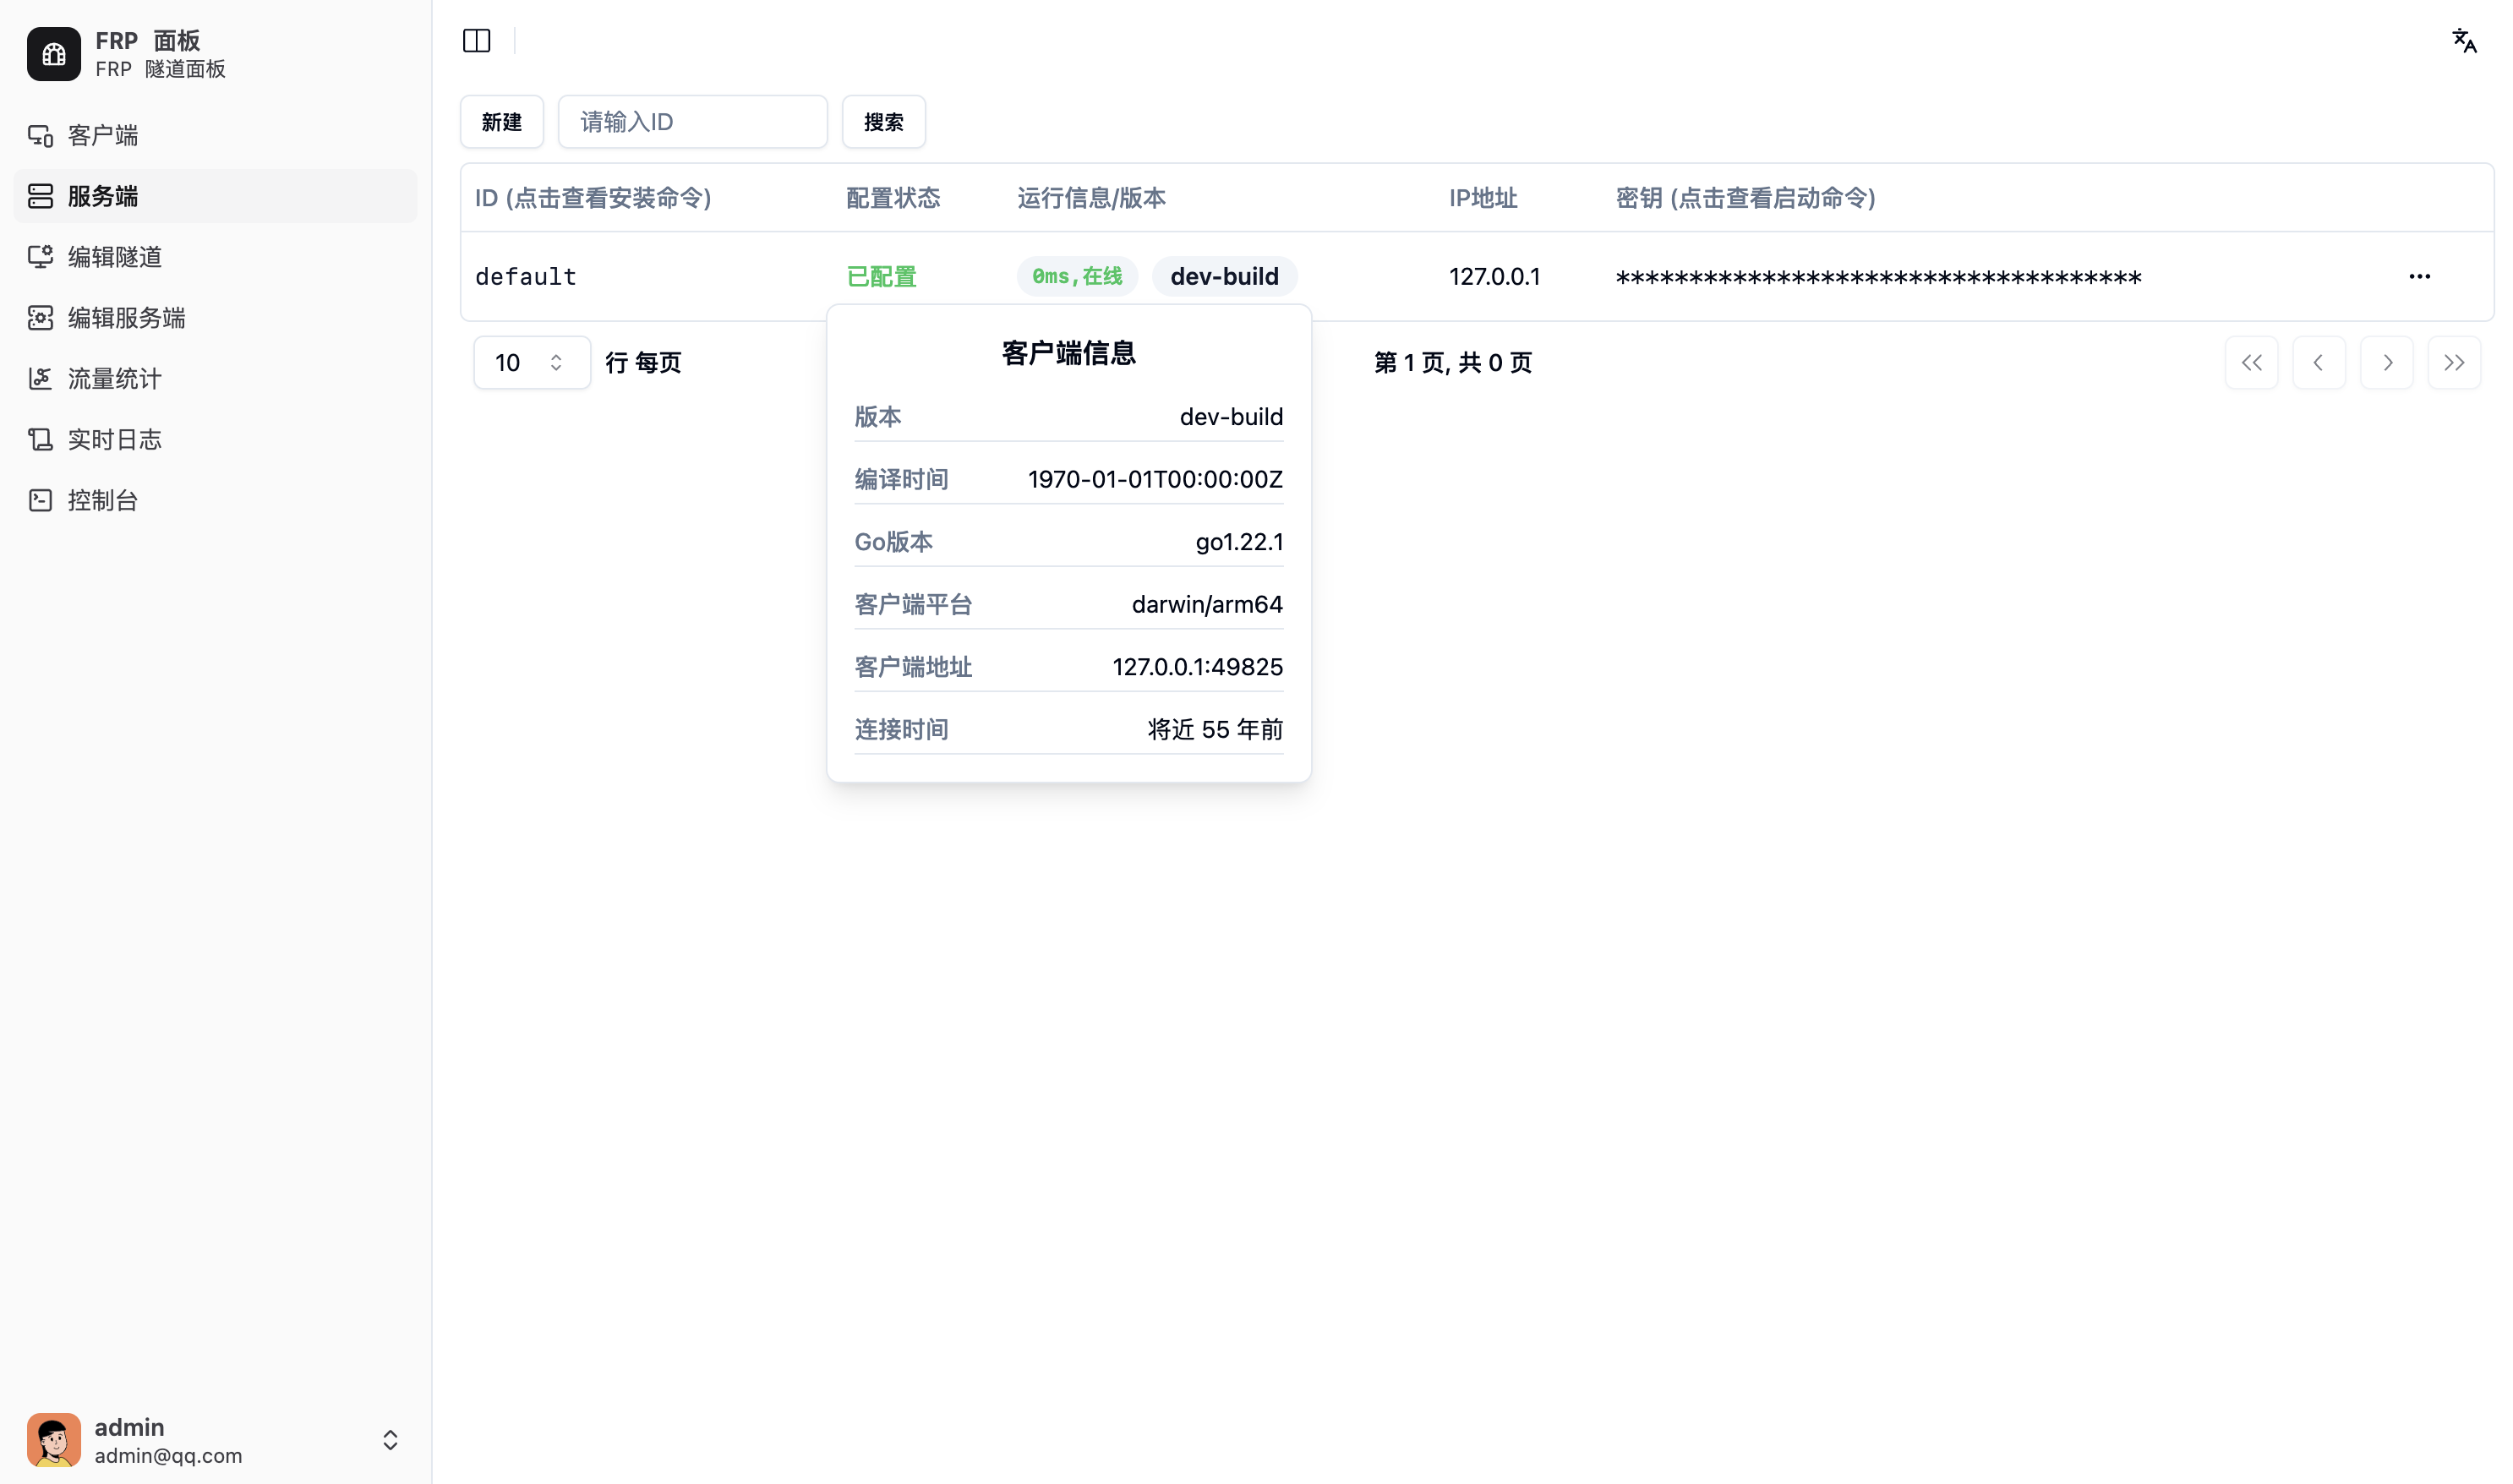 FRP 面板
FRP 隧道面板
客户端
服务端
编辑隧道
编辑服务端
流量统计
实时日志
控制台
admin
admin@qq.com
新建 请输入ID 搜索
ID (点击查看安装命令) 配置状态 运行信息/版本 IP地址 密钥 (点击查看启动命令)
default 已配置 0ms,在线 dev-build 127.0.0.1 ************************************
10 行 每页 第 1 页, 共 0 页
客户端信息
版本 dev-build
编译时间 1970-01-01T00:00:00Z
Go版本 go1.22.1
客户端平台 darwin/arm64
客户端地址 127.0.0.1:49825
连接时间 将近 55 年前